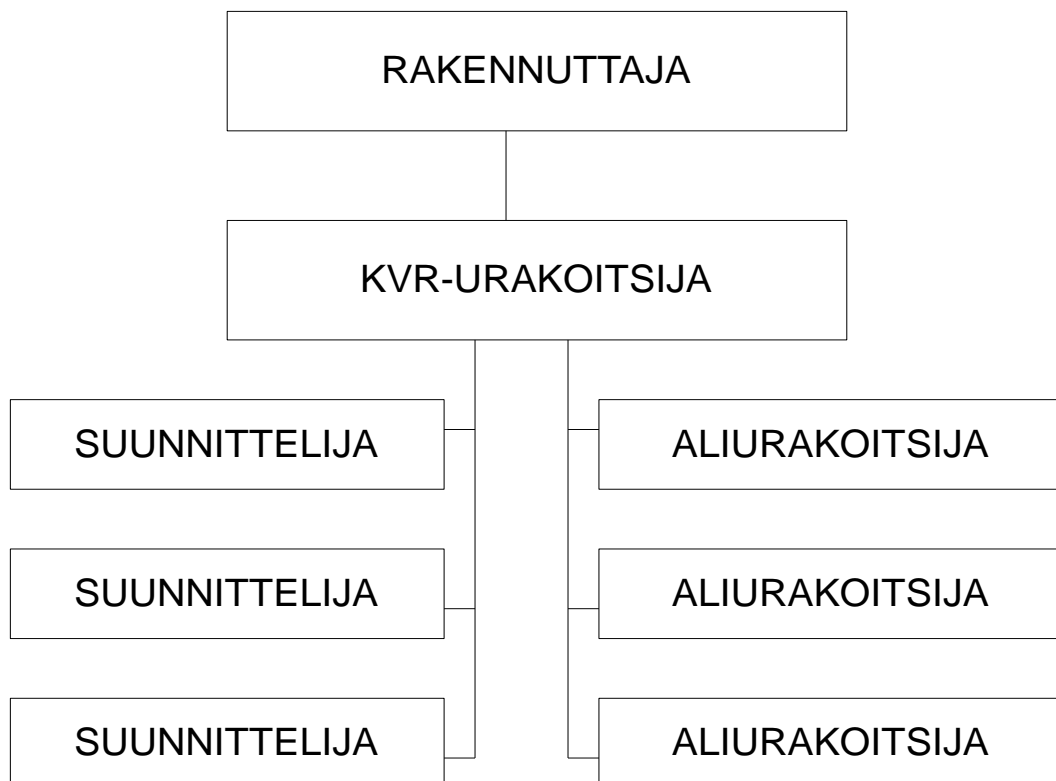 RAKENNUTTAJA
KVR-URAKOITSIJA
SUUNNITTELIJA
ALIURAKOITSIJA
SUUNNITTELIJA
ALIURAKOITSIJA
SUUNNITTELIJA
ALIURAKOITSIJA